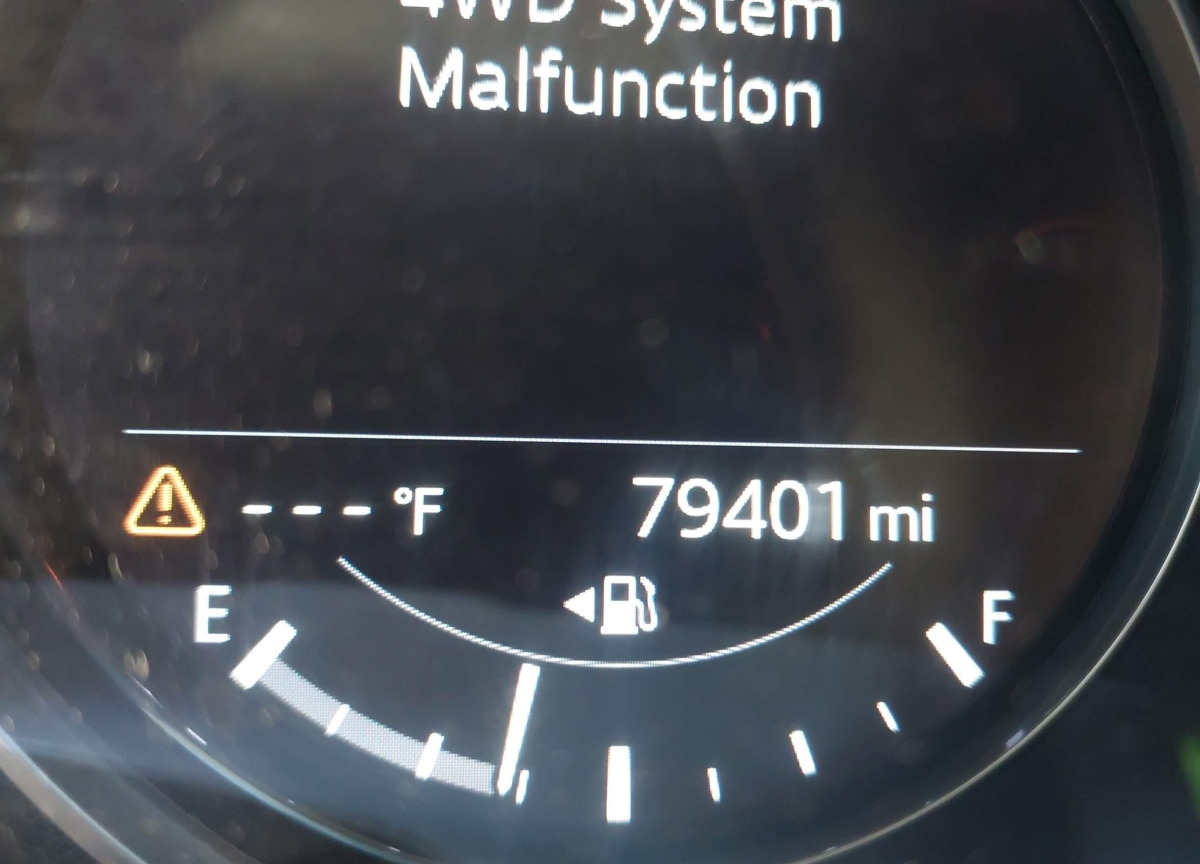 4WD System
Malfunction
--- °F 79401 mi
E F